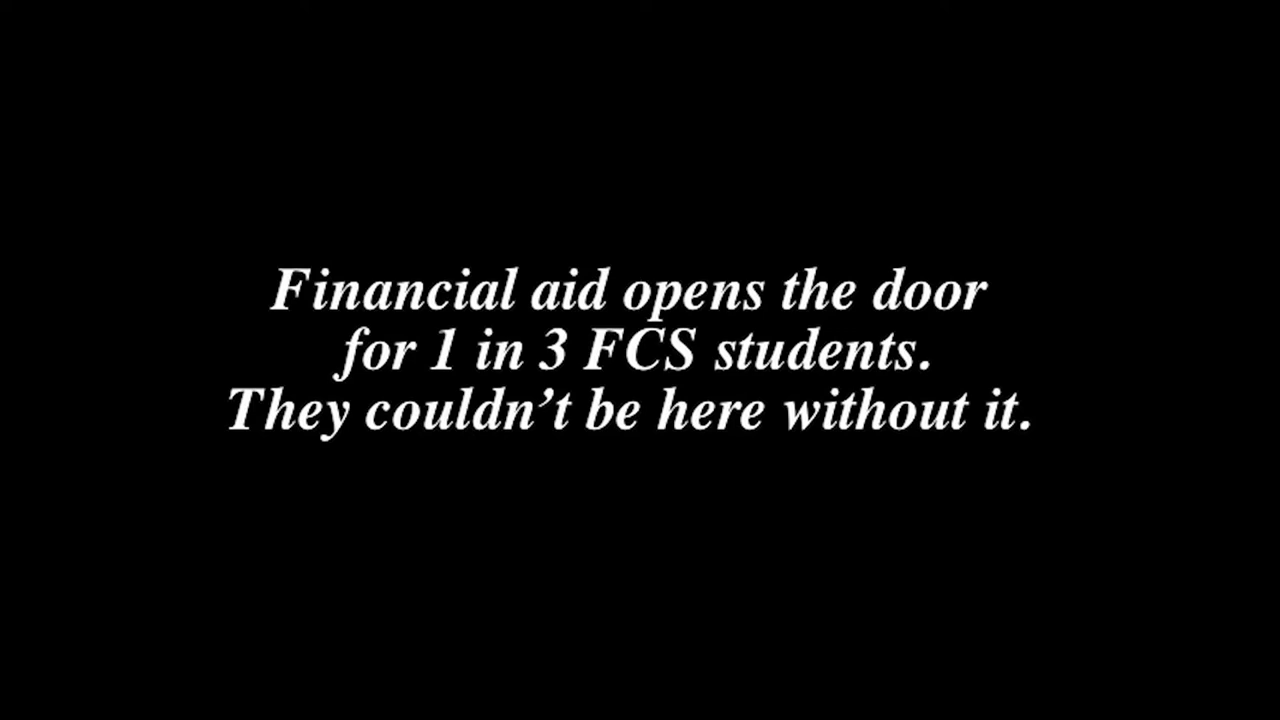 Financial aid opens the door
for 1 in 3 FCS students.
They couldn’t be here without it.